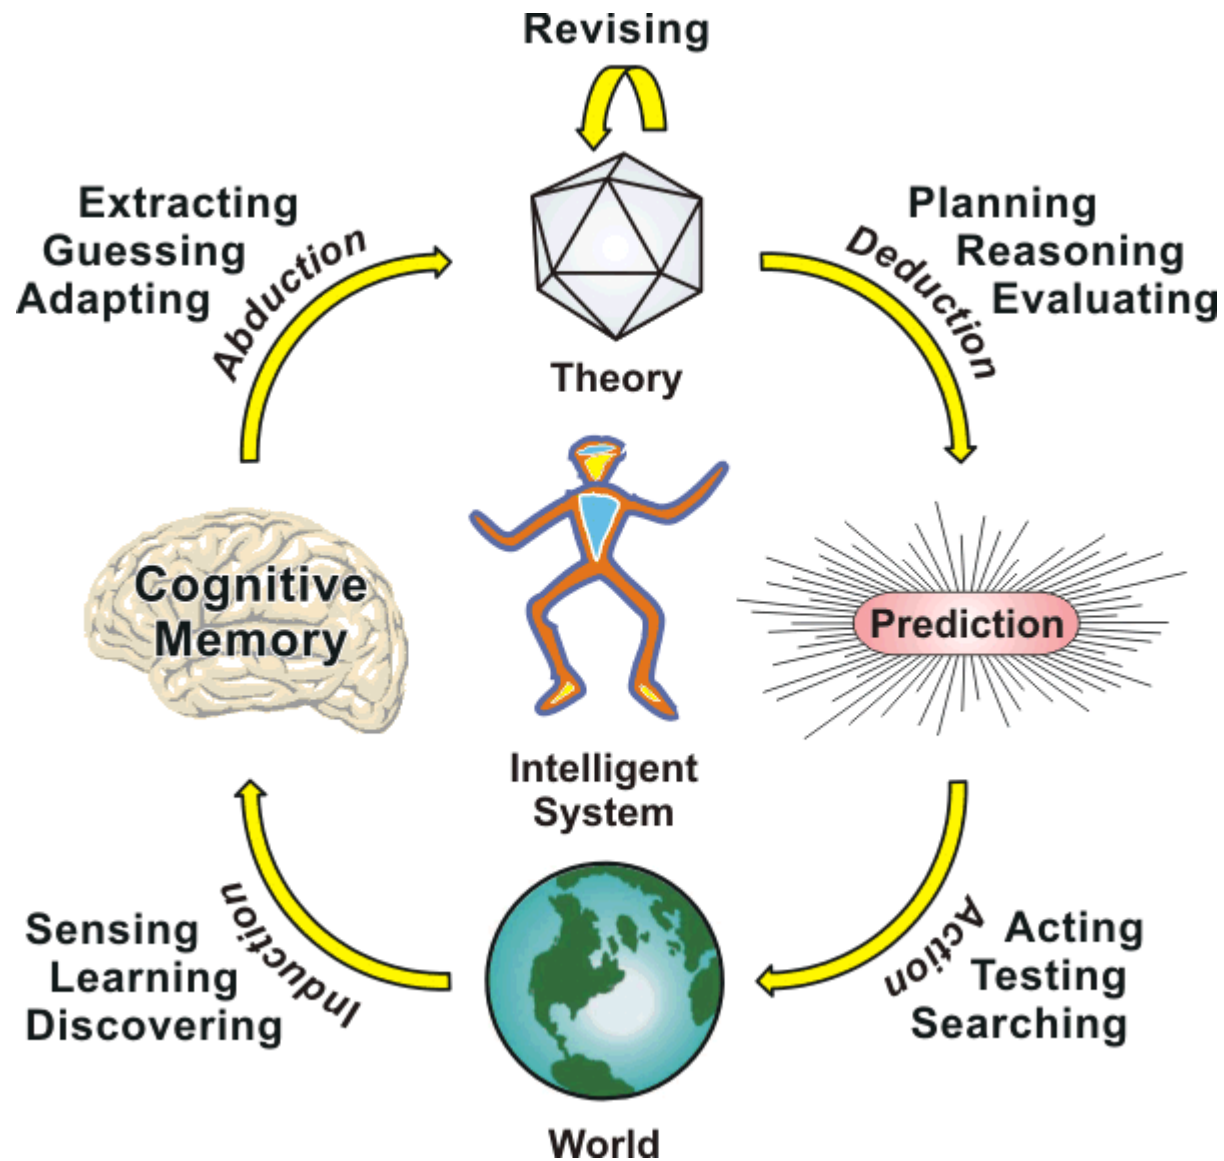 Revising
Extracting
Guessing
Adapting
Abduction
Theory
Deduction
Planning
Reasoning
Evaluating
Cognitive
Memory
Intelligent
System
Prediction
Sensing
Learning
Discovering
Induction
World
Action
Acting
Testing
Searching